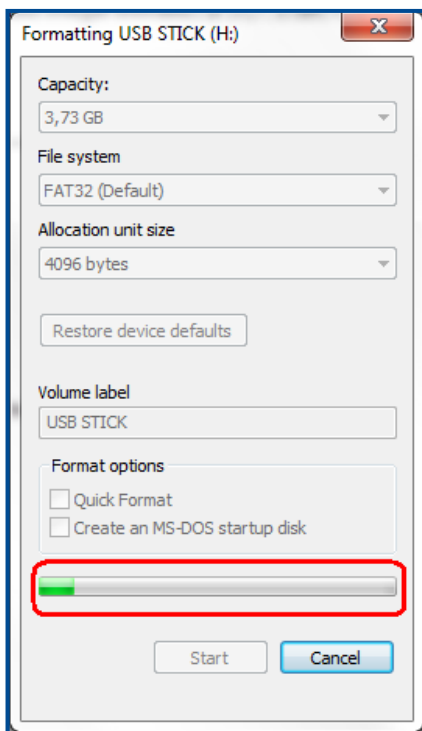 Formatting USB STICK (H:)
Capacity:
3,73 GB
File system
FAT32 (Default)
Allocation unit size
4096 bytes
Restore device defaults
Volume label
USB STICK
Format options
Quick Format
Create an MS-DOS startup disk
Start Cancel